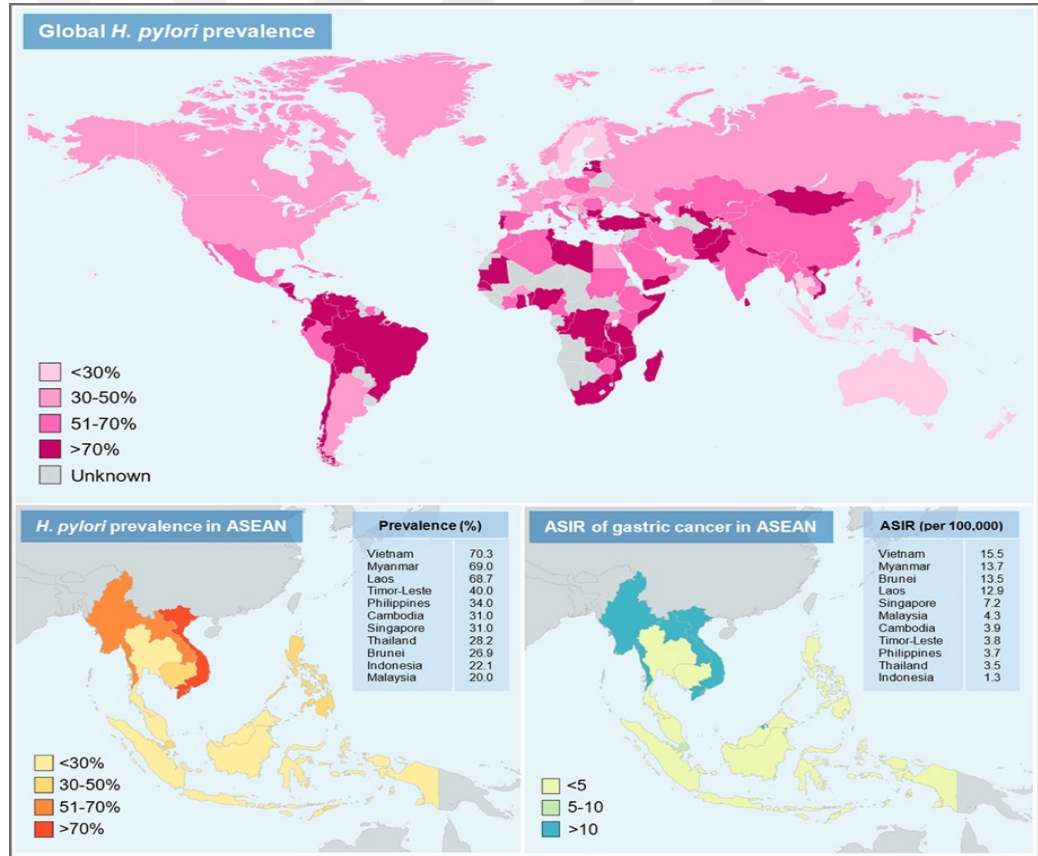 Global H. pylori prevalence
<30%
30-50%
51-70%
>70%
Unknown
H. pylori prevalence in ASEAN
Prevalence (%)
Vietnam 70.3
Myanmar 69.0
Laos 68.7
Timor-Leste 40.0
Philippines 34.0
Cambodia 31.0
Singapore 31.0
Thailand 28.2
Brunei 26.9
Indonesia 22.1
Malaysia 20.0
<30%
30-50%
51-70%
>70%
ASIR of gastric cancer in ASEAN
ASIR (per 100,000)
Vietnam 15.5
Myanmar 13.7
Brunei 13.5
Laos 12.9
Singapore 7.2
Malaysia 4.3
Cambodia 3.9
Timor-Leste 3.8
Philippines 3.7
Thailand 3.5
Indonesia 1.3
<5
5-10
>10